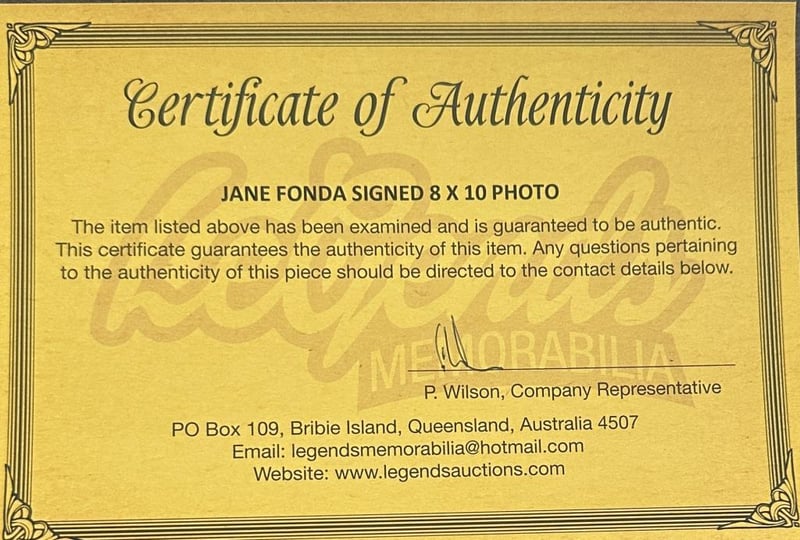 Certificate of Authenticity
JANE FONDA SIGNED 8 X 10 PHOTO
The item listed above has been examined and is guaranteed to be authentic.
This certificate guarantees the authenticity of this item. Any questions pertaining
to the authenticity of this piece should be directed to the contact details below.
Legends
MEMORABILIA
P. Wilson, Company Representative
PO Box 109, Bribie Island, Queensland, Australia 4507
Email: legendsmemorabilia@hotmail.com
Website: www.legendsauctions.com